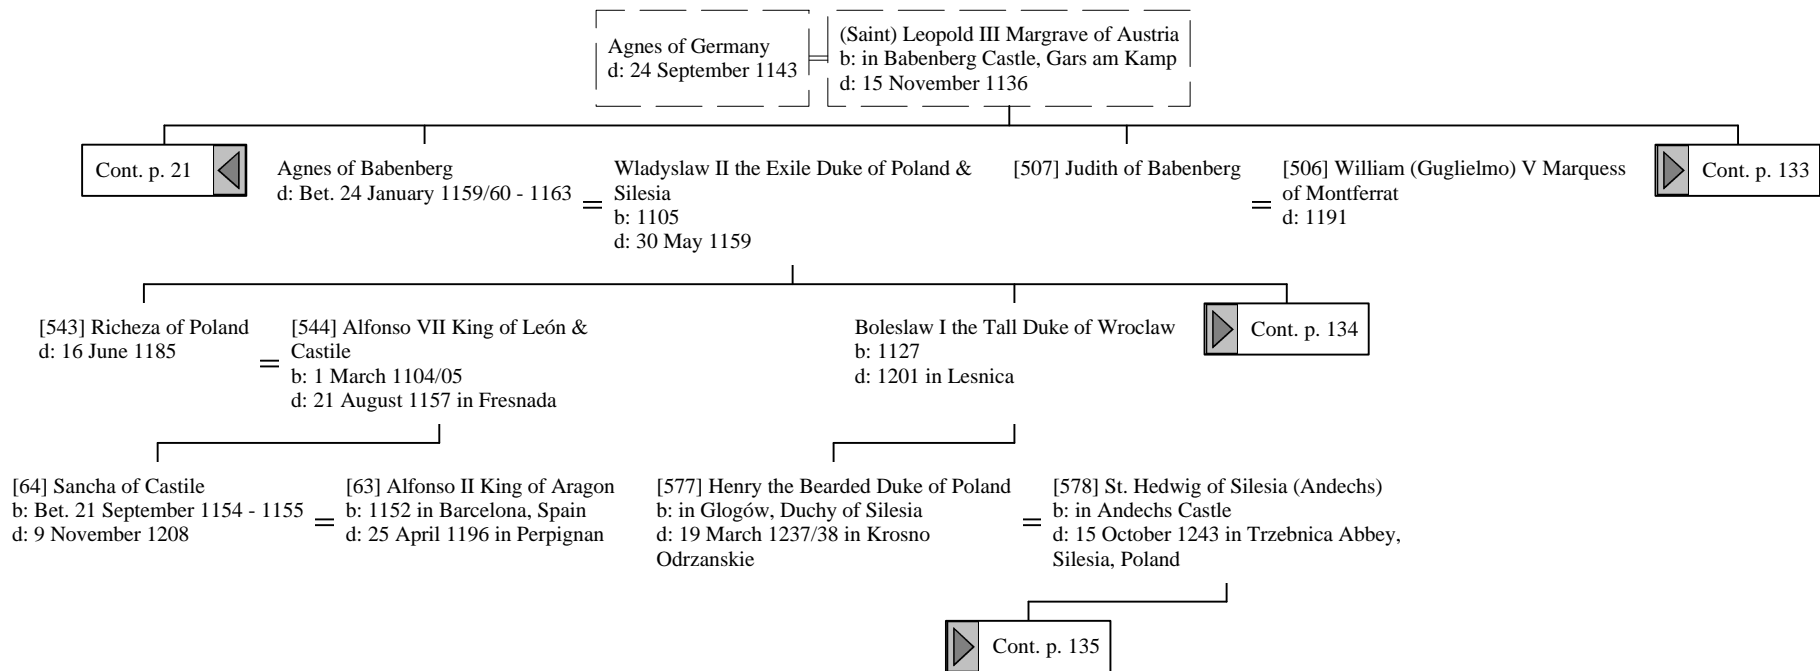 Agnes of Germany
d: 24 September 1143
(Saint) Leopold III Margrave of Austria
b: in Babenberg Castle, Gars am Kamp
d: 15 November 1136
Cont. p. 21
Agnes of Babenberg
d: Bet. 24 January 1159/60 - 1163
=
Wladyslaw II the Exile Duke of Poland &
Silesia
b: 1105
d: 30 May 1159
[507] Judith of Babenberg
=
[506] William (Guglielmo) V Marquess
of Montferrat
d: 1191
Cont. p. 133
[543] Richeza of Poland
d: 16 June 1185
=
[544] Alfonso VII King of León &
Castile
b: 1 March 1104/05
d: 21 August 1157 in Fresnada
Boleslaw I the Tall Duke of Wroclaw
b: 1127
d: 1201 in Lesnica
Cont. p. 134
[64] Sancha of Castile
b: Bet. 21 September 1154 - 1155
d: 9 November 1208
=
[63] Alfonso II King of Aragon
b: 1152 in Barcelona, Spain
d: 25 April 1196 in Perpignan
[577] Henry the Bearded Duke of Poland
b: in Glogów, Duchy of Silesia
d: 19 March 1237/38 in Krosno
Odrzanskie
=
[578] St. Hedwig of Silesia (Andechs)
b: in Andechs Castle
d: 15 October 1243 in Trzebnica Abbey,
Silesia, Poland
Cont. p. 135